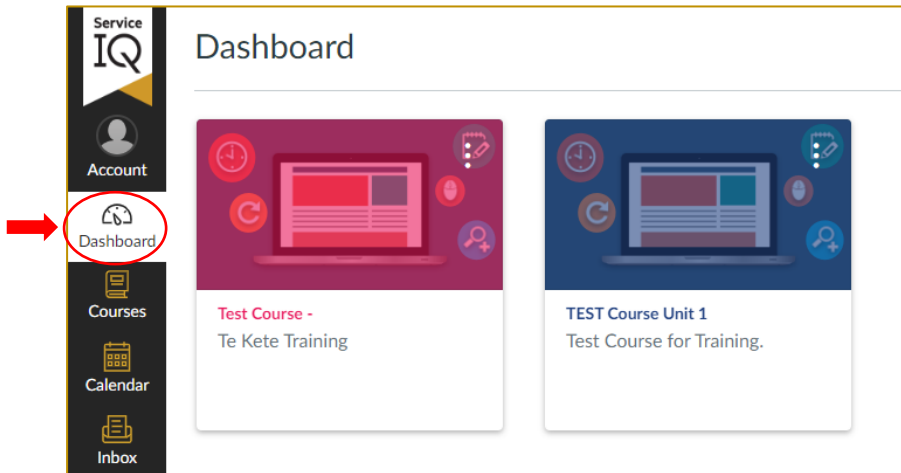 Service
IQ
Account
Dashboard
Courses
Calendar
Inbox
Dashboard
Test Course -
Te Kete Training
TEST Course Unit 1
Test Course for Training.